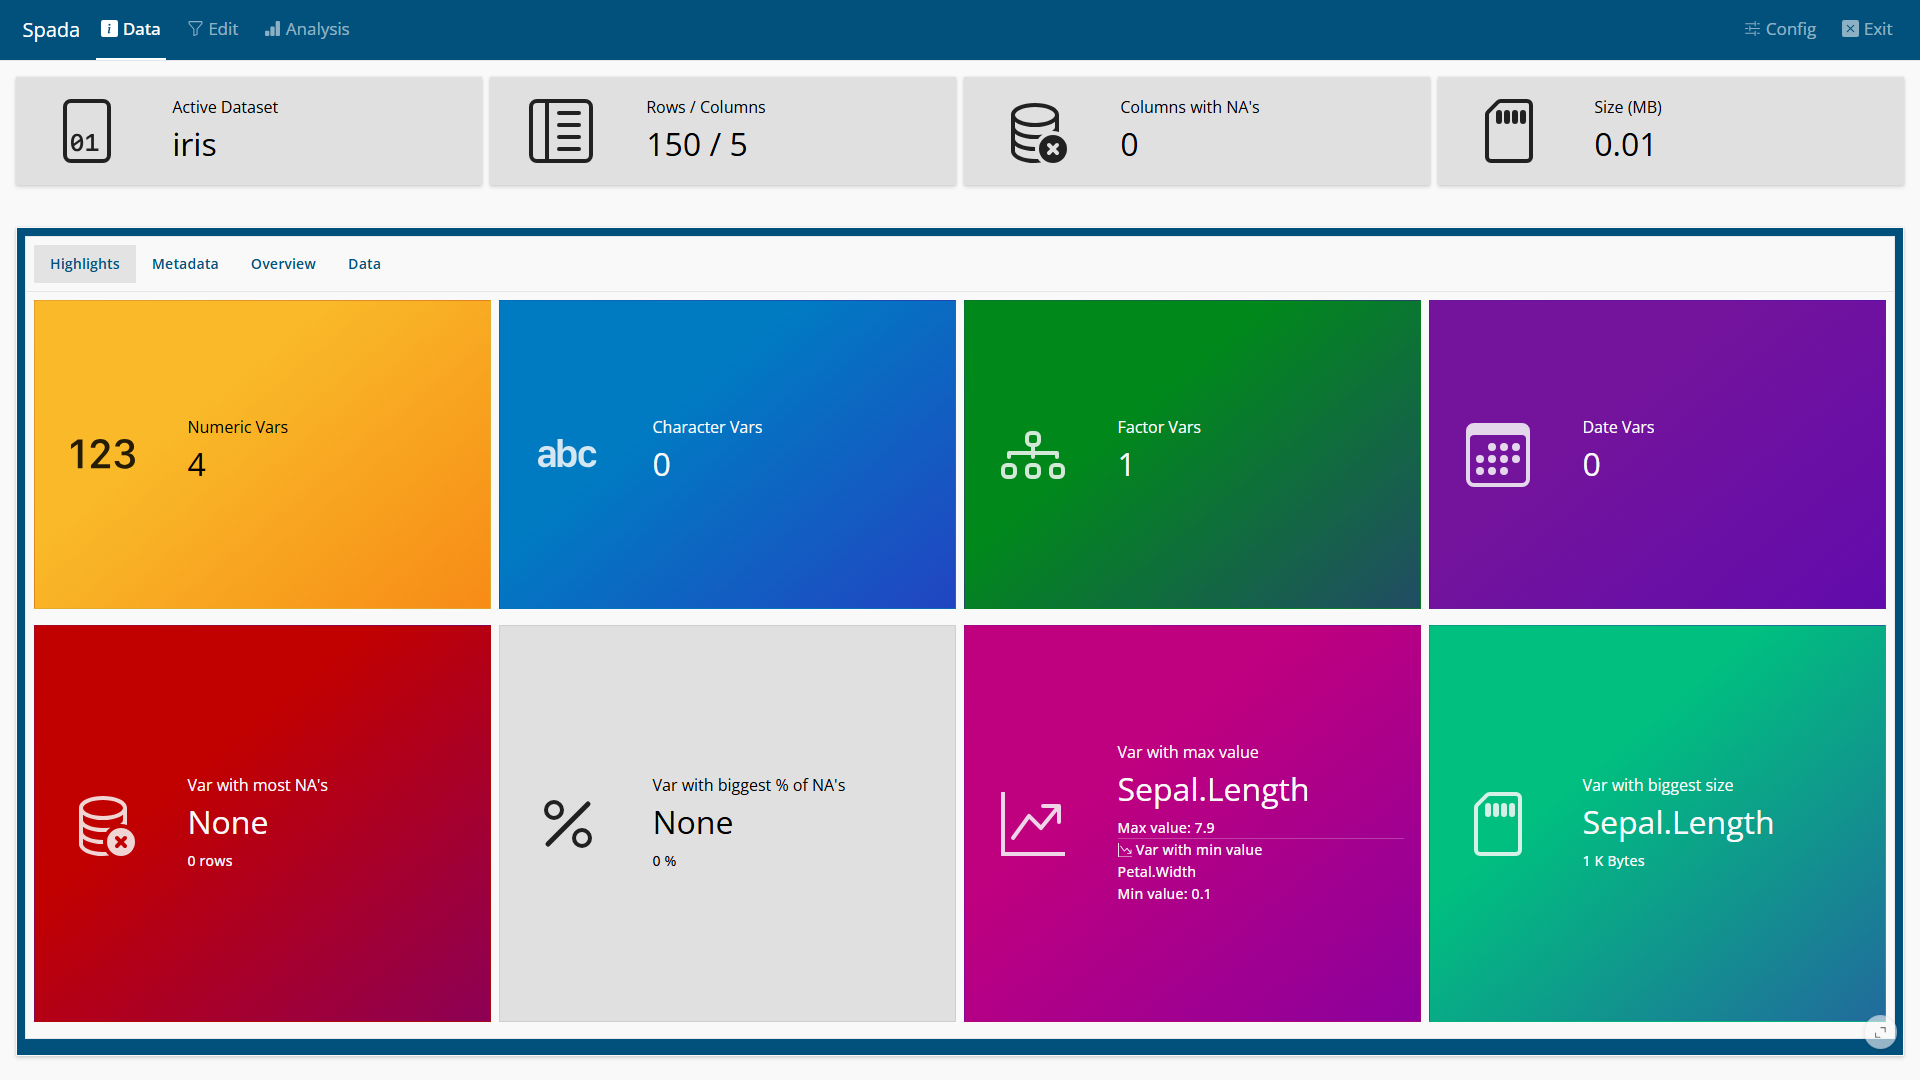 Spada
Data
Edit
Analysis
Config
Exit
01
Active Dataset
iris
Rows / Columns
150 / 5
Columns with NA's
0
Size (MB)
0.01
Highlights
Metadata
Overview
Data
123
Numeric Vars
4
abc
Character Vars
0
Factor Vars
1
Date Vars
0
Var with most NA's
None
0 rows
%
Var with biggest % of NA's
None
0 %
Var with max value
Sepal.Length
Max value: 7.9
Var with min value
Petal.Width
Min value: 0.1
Var with biggest size
Sepal.Length
1 K Bytes